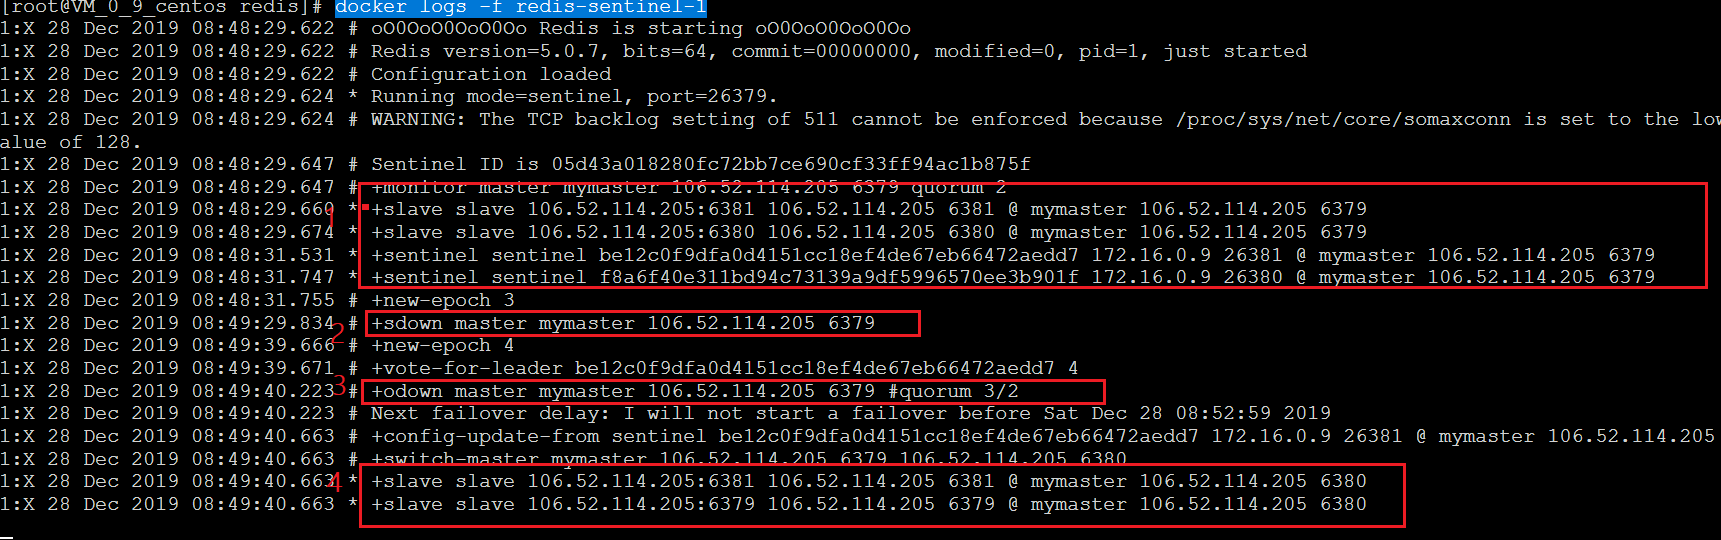 [root@VM_0_9_centos redis]# docker logs -f redis-sentinel-1
1:X 28 Dec 2019 08:48:29.622 # oO0OoO0OoO0Oo Redis is starting oO0OoO0OoO0Oo
1:X 28 Dec 2019 08:48:29.622 # Redis version=5.0.7, bits=64, commit=00000000, modified=0, pid=1, just started
1:X 28 Dec 2019 08:48:29.622 # Configuration loaded
1:X 28 Dec 2019 08:48:29.624 * Running mode=sentinel, port=26379.
1:X 28 Dec 2019 08:48:29.624 # WARNING: The TCP backlog setting of 511 cannot be enforced because /proc/sys/net/core/somaxconn is set to the low
alue of 128.
1:X 28 Dec 2019 08:48:29.647 # Sentinel ID is 05d43a018280fc72bb7ce690cf33ff94ac1b875f
1:X 28 Dec 2019 08:48:29.647 # +monitor master mymaster 106.52.114.205 6379 quorum 2
1:X 28 Dec 2019 08:48:29.660 1 * +slave slave 106.52.114.205:6381 106.52.114.205 6381 @ mymaster 106.52.114.205 6379
1:X 28 Dec 2019 08:48:29.674 * +slave slave 106.52.114.205:6380 106.52.114.205 6380 @ mymaster 106.52.114.205 6379
1:X 28 Dec 2019 08:48:31.531 * +sentinel sentinel be12c0f9dfa0d4151cc18ef4de67eb66472aedd7 172.16.0.9 26381 @ mymaster 106.52.114.205 6379
1:X 28 Dec 2019 08:48:31.747 * +sentinel sentinel f8a6f40e311bd94c73139a9df5996570ee3b901f 172.16.0.9 26380 @ mymaster 106.52.114.205 6379
1:X 28 Dec 2019 08:48:31.755 # +new-epoch 3
1:X 28 Dec 2019 08:49:29.834 2 # +sdown master mymaster 106.52.114.205 6379
1:X 28 Dec 2019 08:49:39.666 # +new-epoch 4
1:X 28 Dec 2019 08:49:39.671 # +vote-for-leader be12c0f9dfa0d4151cc18ef4de67eb66472aedd7 4
1:X 28 Dec 2019 08:49:40.223 3 # +odown master mymaster 106.52.114.205 6379 #quorum 3/2
1:X 28 Dec 2019 08:49:40.223 # Next failover delay: I will not start a failover before Sat Dec 28 08:52:59 2019
1:X 28 Dec 2019 08:49:40.663 # +config-update-from sentinel be12c0f9dfa0d4151cc18ef4de67eb66472aedd7 172.16.0.9 26381 @ mymaster 106.52.114.205
1:X 28 Dec 2019 08:49:40.663 # +switch-master mymaster 106.52.114.205 6379 106.52.114.205 6380
1:X 28 Dec 2019 08:49:40.663 4 * +slave slave 106.52.114.205:6381 106.52.114.205 6381 @ mymaster 106.52.114.205 6380
1:X 28 Dec 2019 08:49:40.663 * +slave slave 106.52.114.205:6379 106.52.114.205 6379 @ mymaster 106.52.114.205 6380